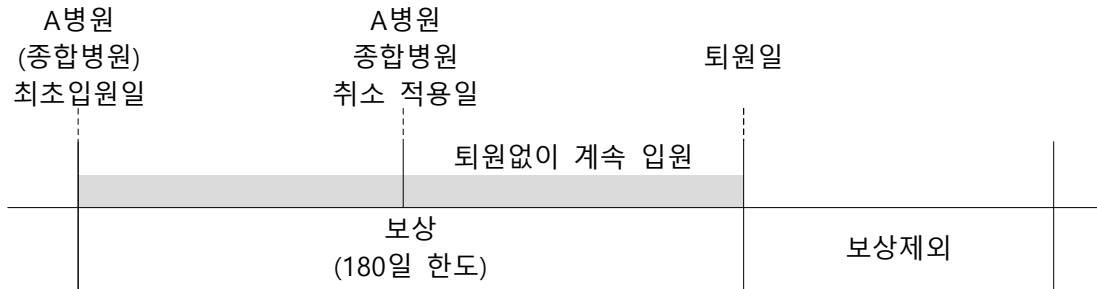 A병원
(종합병원)
최초입원일
A병원
종합병원
취소 적용일
퇴원일
퇴원없이 계속 입원
보상
(180일 한도)
보상제외